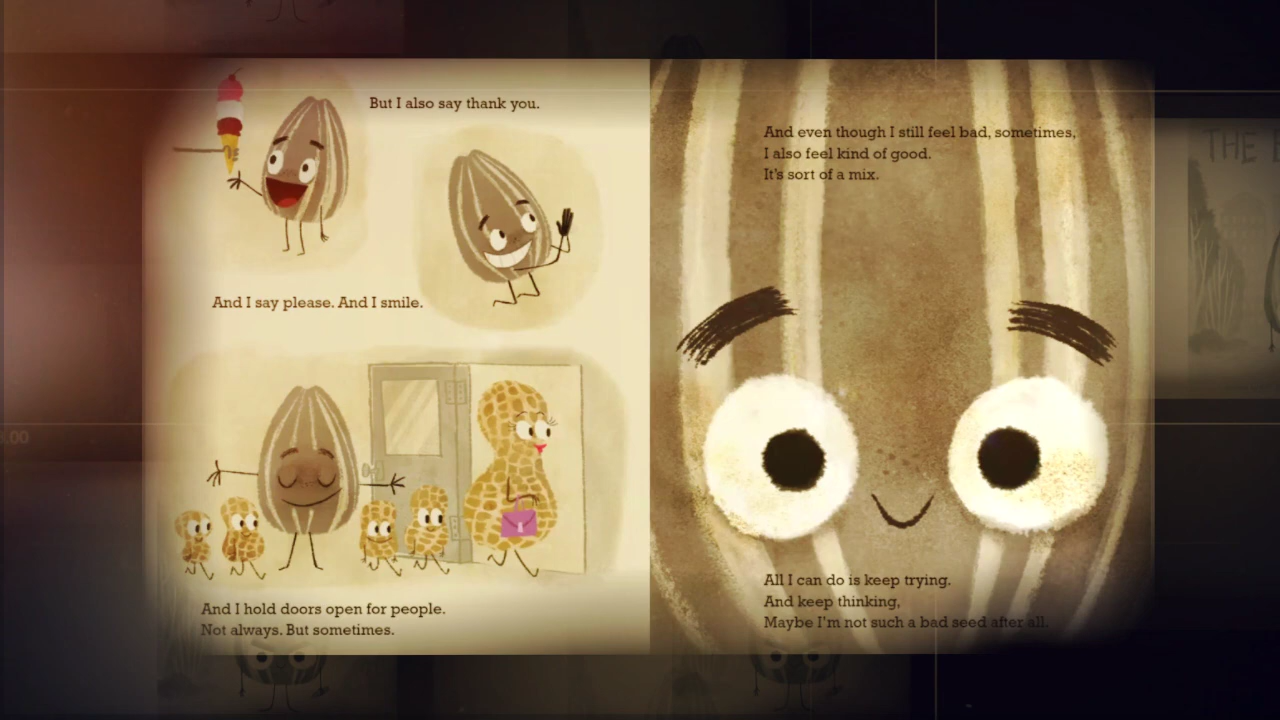 But I also say thank you.
And I say please. And I smile.
And I hold doors open for people.
Not always. But sometimes.
And even though I still feel bad, sometimes,
I also feel kind of good.
It's sort of a mix.
All I can do is keep trying.
And keep thinking,
Maybe I'm not such a bad seed after all.
THE